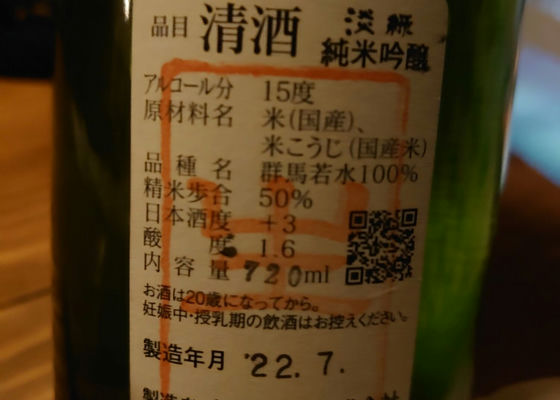 品目 清酒 淡緑
純米吟醸
アルコール分 15度
原材料名 米(国産)、
米こうじ(国産米)
品種名 群馬若水100%
精米歩合 50%
日本酒度 +3
酸度 1.6
内容量 720ml
お酒は20歳になってから。
妊娠中・授乳期の飲酒はお控えください。
製造年月 '22.7.